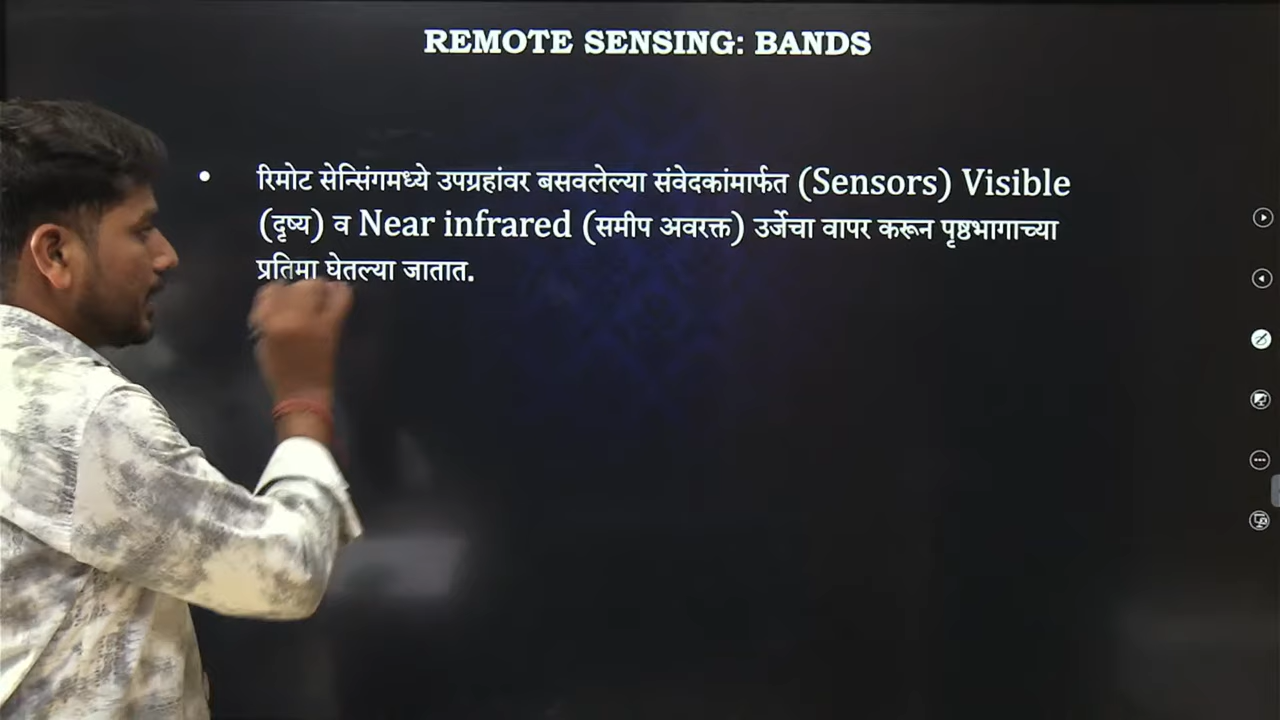 REMOTE SENSING: BANDS
• रिमोट सेन्सिंगमध्ये उपग्रहांवर बसवलेल्या संवेदकांमार्फत (Sensors) Visible
(दृष्य) व Near infrared (समीप अवरक्त) उर्जेचा वापर करून पृष्ठभागाच्या
प्रतिमा घेतल्या जातात.